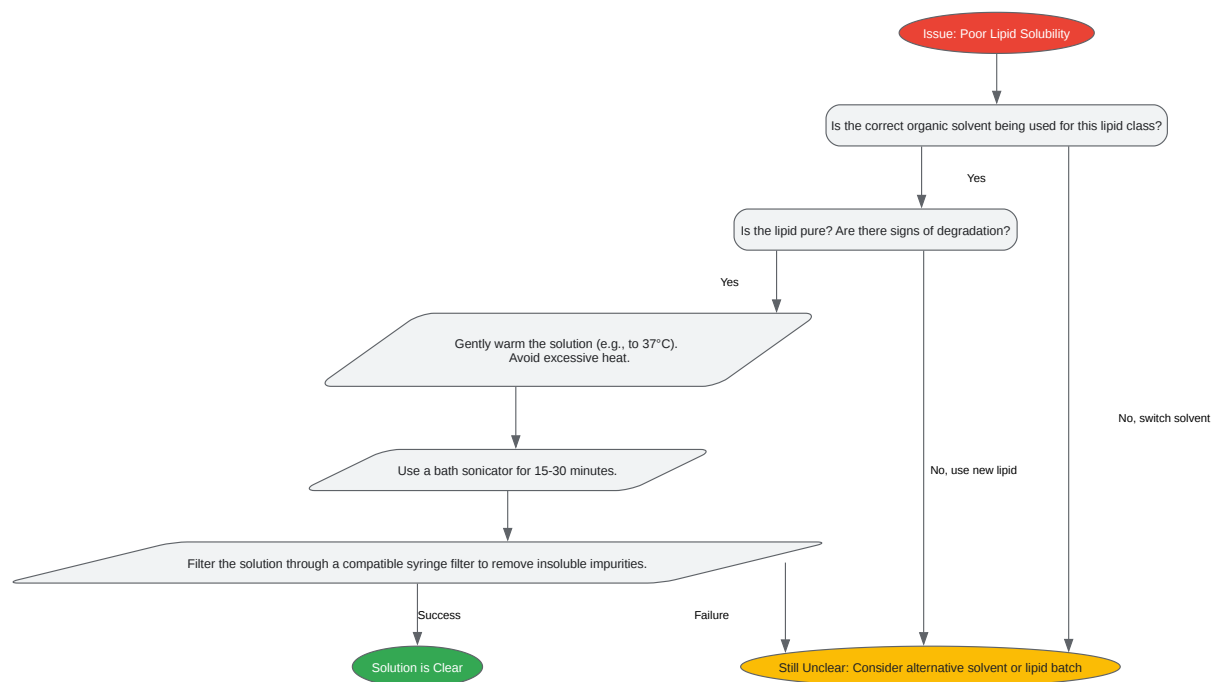 Issue: Poor Lipid Solubility
Is the correct organic solvent being used for this lipid class?
Yes
Is the lipid pure? Are there signs of degradation?
Yes
Gently warm the solution (e.g., to 37°C).
Avoid excessive heat.
No, switch solvent
Use a bath sonicator for 15-30 minutes.
No, use new lipid
Filter the solution through a compatible syringe filter to remove insoluble impurities.
Success
Failure
Solution is Clear
Still Unclear: Consider alternative solvent or lipid batch